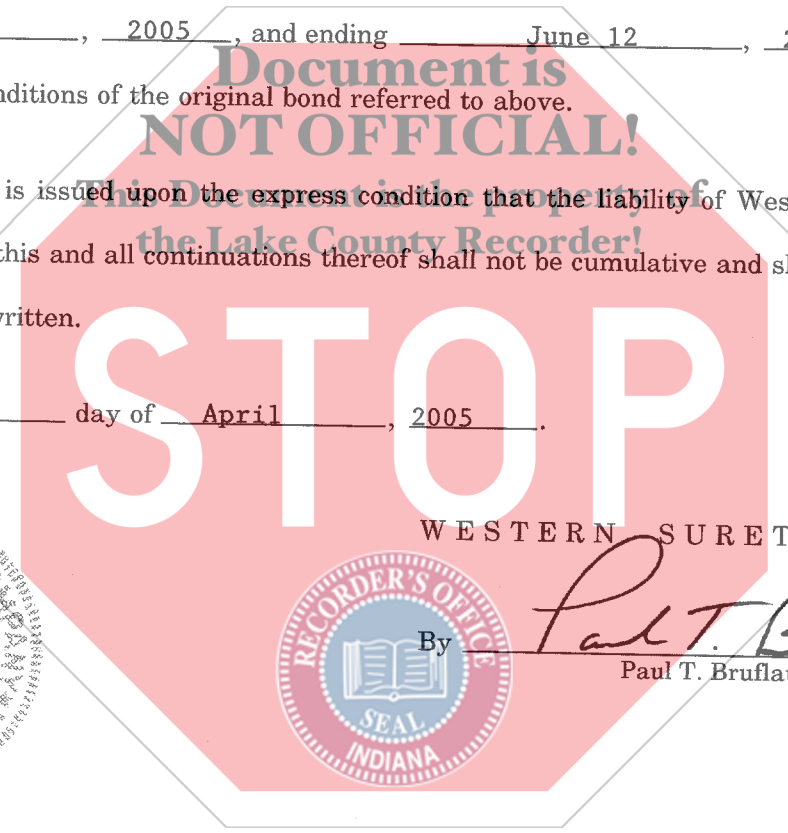 , 2005, and ending June 12,
Document is
nditions of the original bond referred to above.
NOT OFFICIAL!
is issued upon the express condition that the liability of Wes
This Document is the property of
the Lake County Recorder!
this and all continuations thereof shall not be cumulative and
written.
STOP
day of April, 2005.
WESTERN SURET
RECORDER'S OFFICE
SEAL
INDIANA
By Paul T. B
Paul T. Brufla